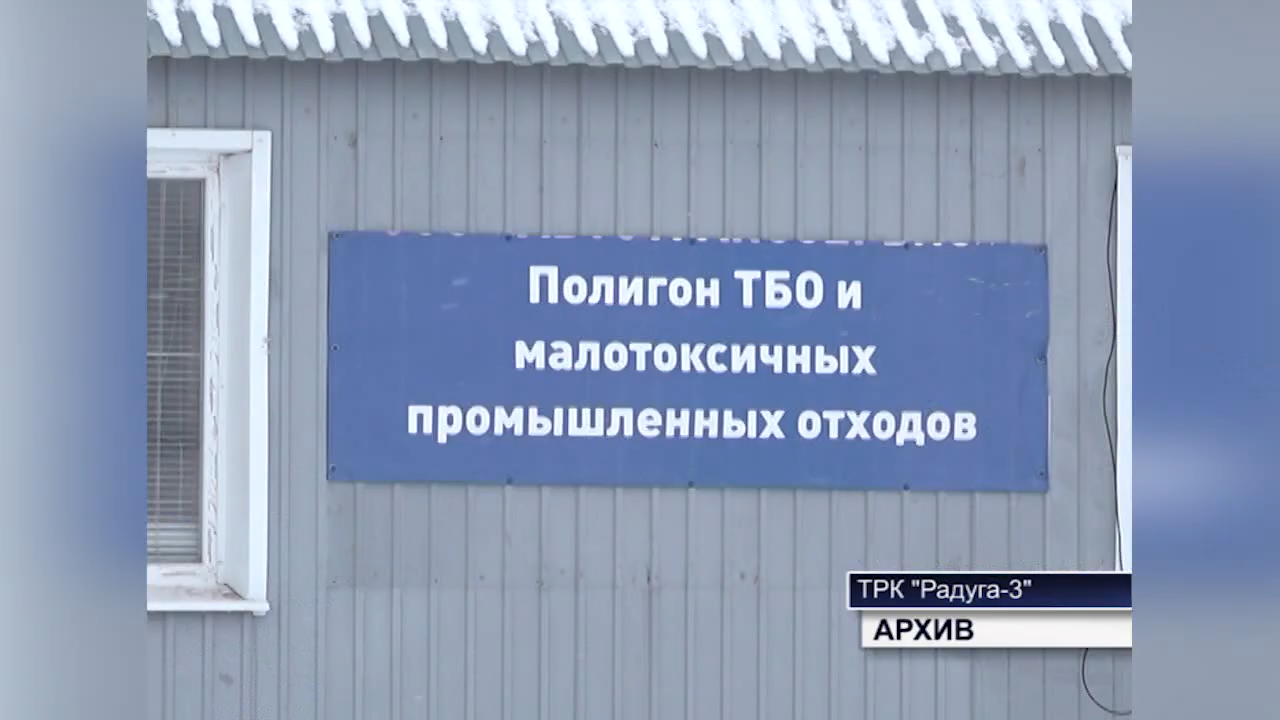 Полигон ТБО и
малотоксичных
промышленных отходов
ТРК "Радуга-3"
АРХИВ